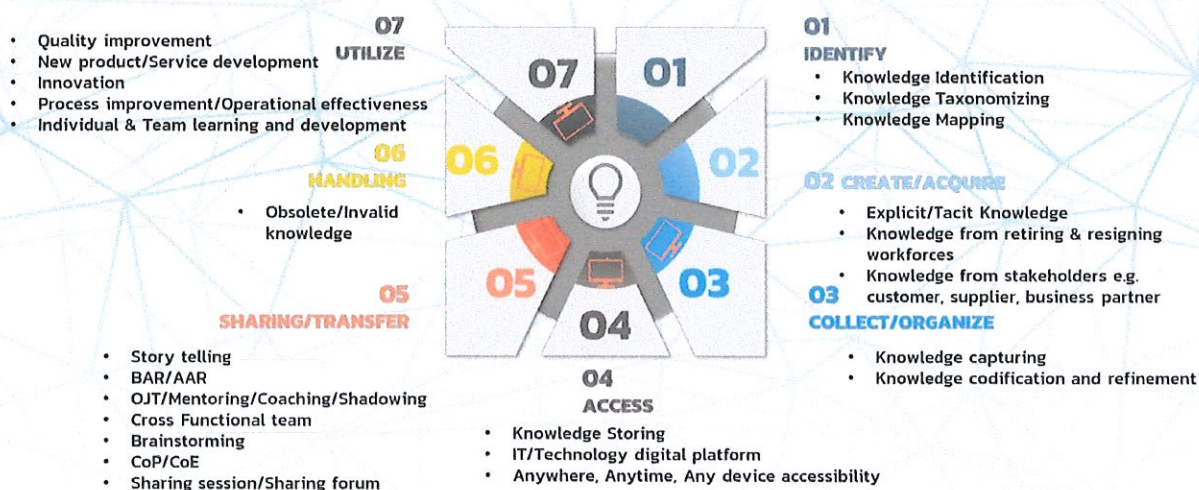 01
IDENTIFY
• Knowledge Identification
• Knowledge Taxonomizing
• Knowledge Mapping
02 CREATE/ACQUIRE
• Explicit/Tacit Knowledge
• Knowledge from retiring & resigning
workforces
• Knowledge from stakeholders e.g.
customer, supplier, business partner
03
COLLECT/ORGANIZE
• Knowledge capturing
• Knowledge codification and refinement
04
ACCESS
• Knowledge Storing
• IT/Technology digital platform
• Anywhere, Anytime, Any device accessibility
05
SHARING/TRANSFER
• Story telling
• BAR/AAR
• OJT/Mentoring/Coaching/Shadowing
• Cross Functional team
• Brainstorming
• CoP/CoE
• Sharing session/Sharing forum
06
HANDLING
• Obsolete/Invalid
knowledge
07
UTILIZE
• Quality improvement
• New product/Service development
• Innovation
• Process improvement/Operational effectiveness
• Individual & Team learning and development
01
02
03
04
05
06
07